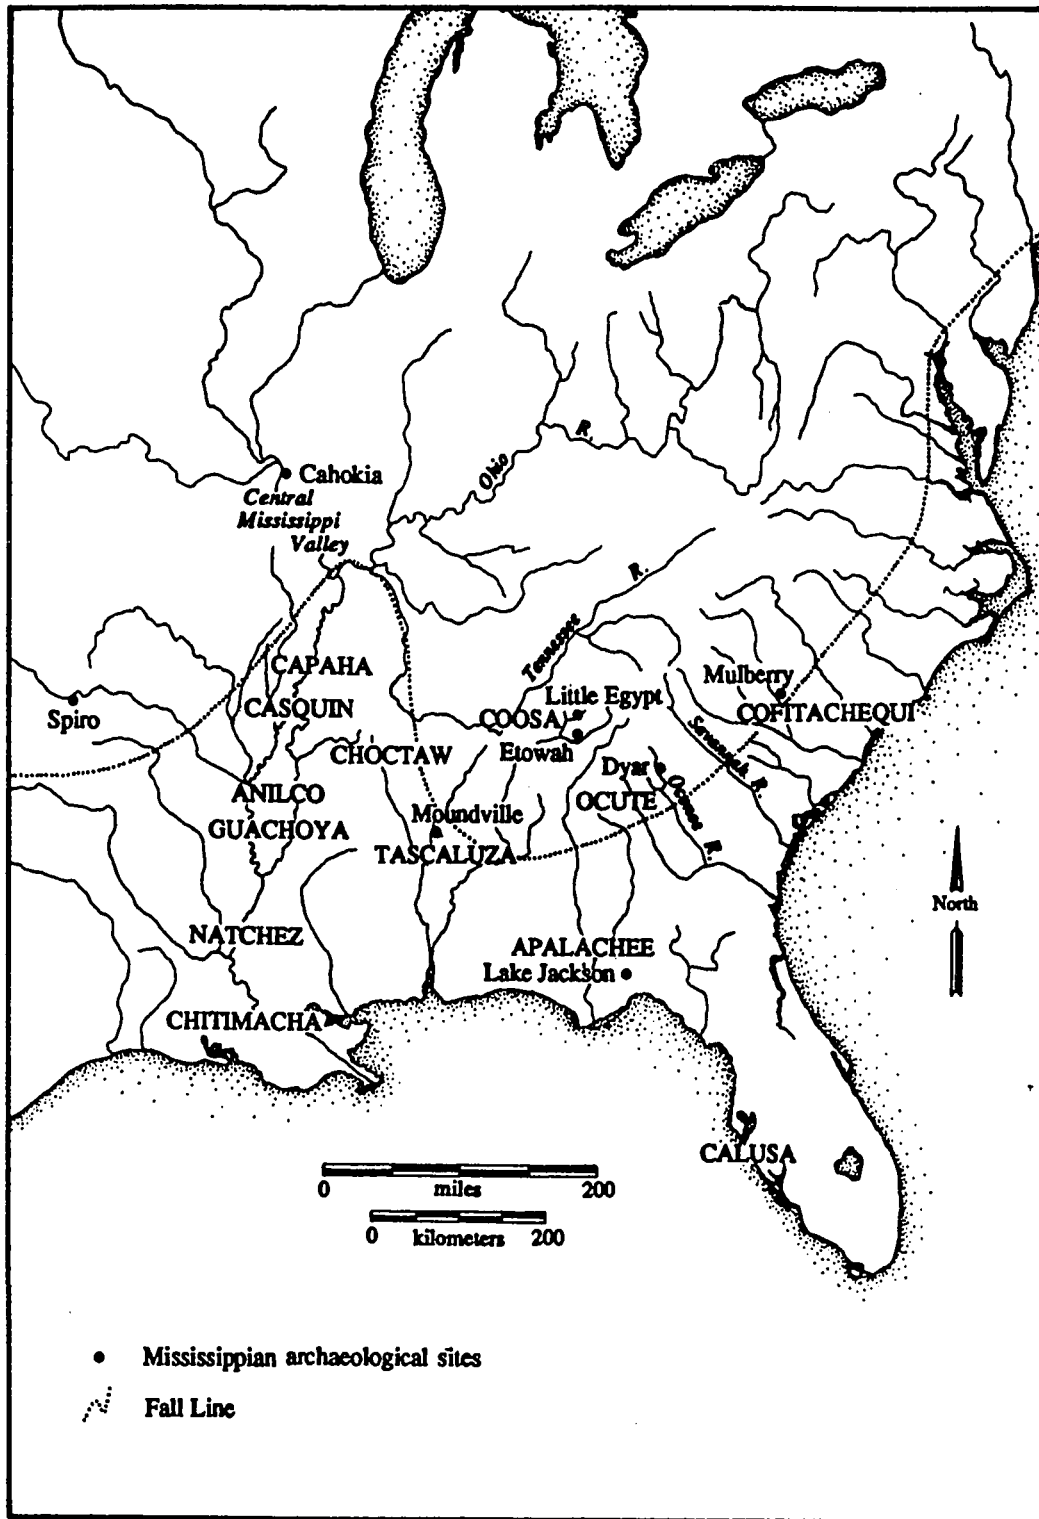 R.
Ohio
Cahokia
Central
Mississippi
Valley
R.
Tennessee
CAPAHA
Mulberry
Little Egypt
Spiro
CASQUIN
COOSA
COFITACHEQUI
Savannah R.
CHOCTAW
Etowah
Dyar
ANILCO
OCUTE
Oconee R.
Moundville
GUACHOYA
TASCALUZA
North
NATCHEZ
APALACHEE
Lake Jackson
CHITIMACHA
CALUSA
0 miles 200
0 kilometers 200
Mississippian archaeological sites
Fall Line